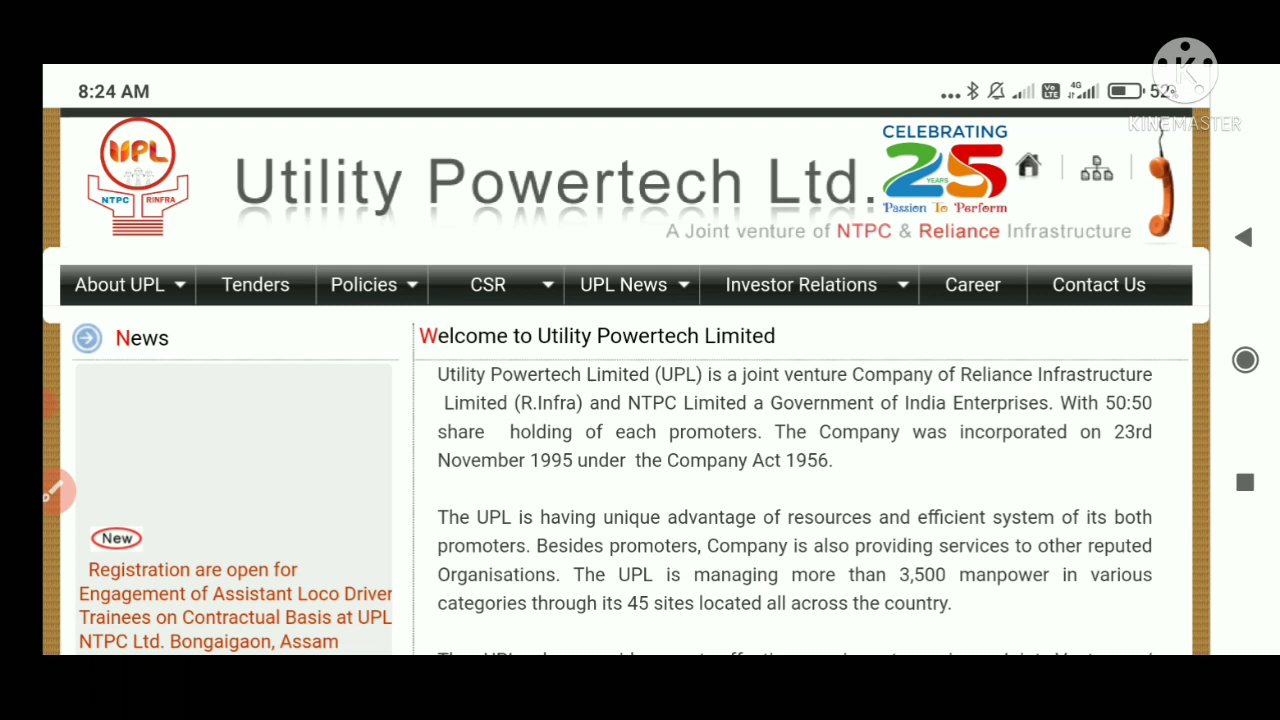 8:24 AM
Vo LTE 4G 52%
K
KINEMASTER
UPL
NTPC RINFRA
Utility Powertech Ltd.
CELEBRATING
25
YEARS
Passion To Perform
A Joint venture of NTPC & Reliance Infrastructure
About UPL Tenders Policies CSR UPL News Investor Relations Career Contact Us
News
New
Registration are open for
Engagement of Assistant Loco Driver
Trainees on Contractual Basis at UPL
NTPC Ltd. Bongaigaon, Assam
Welcome to Utility Powertech Limited
Utility Powertech Limited (UPL) is a joint venture Company of Reliance Infrastructure
Limited (R.Infra) and NTPC Limited a Government of India Enterprises. With 50:50
share holding of each promoters. The Company was incorporated on 23rd
November 1995 under the Company Act 1956.
The UPL is having unique advantage of resources and efficient system of its both
promoters. Besides promoters, Company is also providing services to other reputed
Organisations. The UPL is managing more than 3,500 manpower in various
categories through its 45 sites located all across the country.